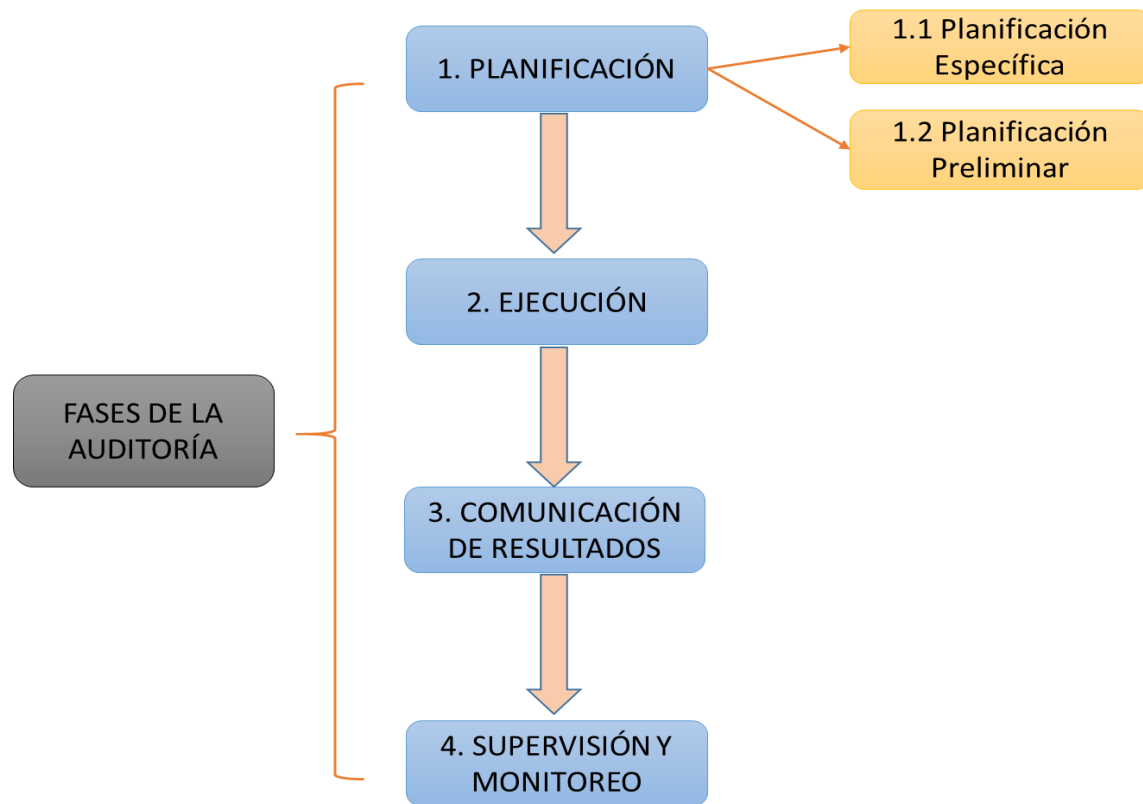 1. PLANIFICACIÓN
1.1 Planificación
Específica
1.2 Planificación
Preliminar
2. EJECUCIÓN
FASES DE LA
AUDITORÍA
3. COMUNICACIÓN
DE RESULTADOS
4. SUPERVISIÓN Y
MONITOREO